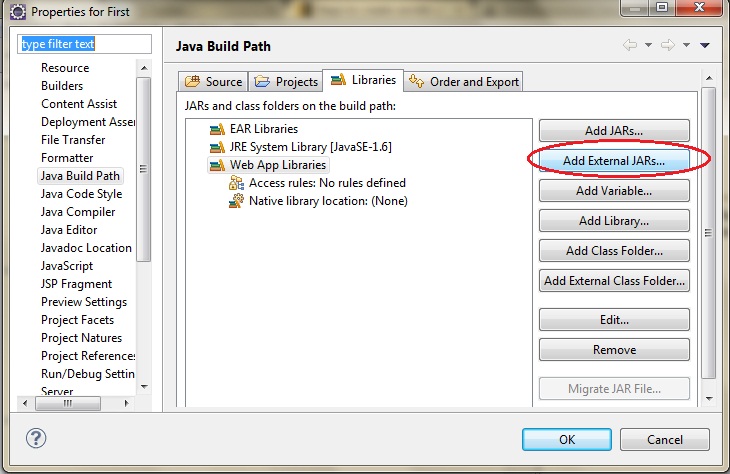 Properties for First
type filter text
Resource
Builders
Content Assist
Deployment Asser
File Transfer
Formatter
Java Build Path
Java Code Style
Java Compiler
Java Editor
Javadoc Location
JavaScript
JSP Fragment
Preview Settings
Project Facets
Project Natures
Project References
Run/Debug Settin
Server
Java Build Path
Source
Projects
Libraries
Order and Export
JARs and class folders on the build path:
EAR Libraries
JRE System Library [JavaSE-1.6]
Web App Libraries
Access rules: No rules defined
Native library location: (None)
Add JARs...
Add External JARs...
Add Variable...
Add Library...
Add Class Folder...
Add External Class Folder...
Edit...
Remove
Migrate JAR File...
?
OK
Cancel